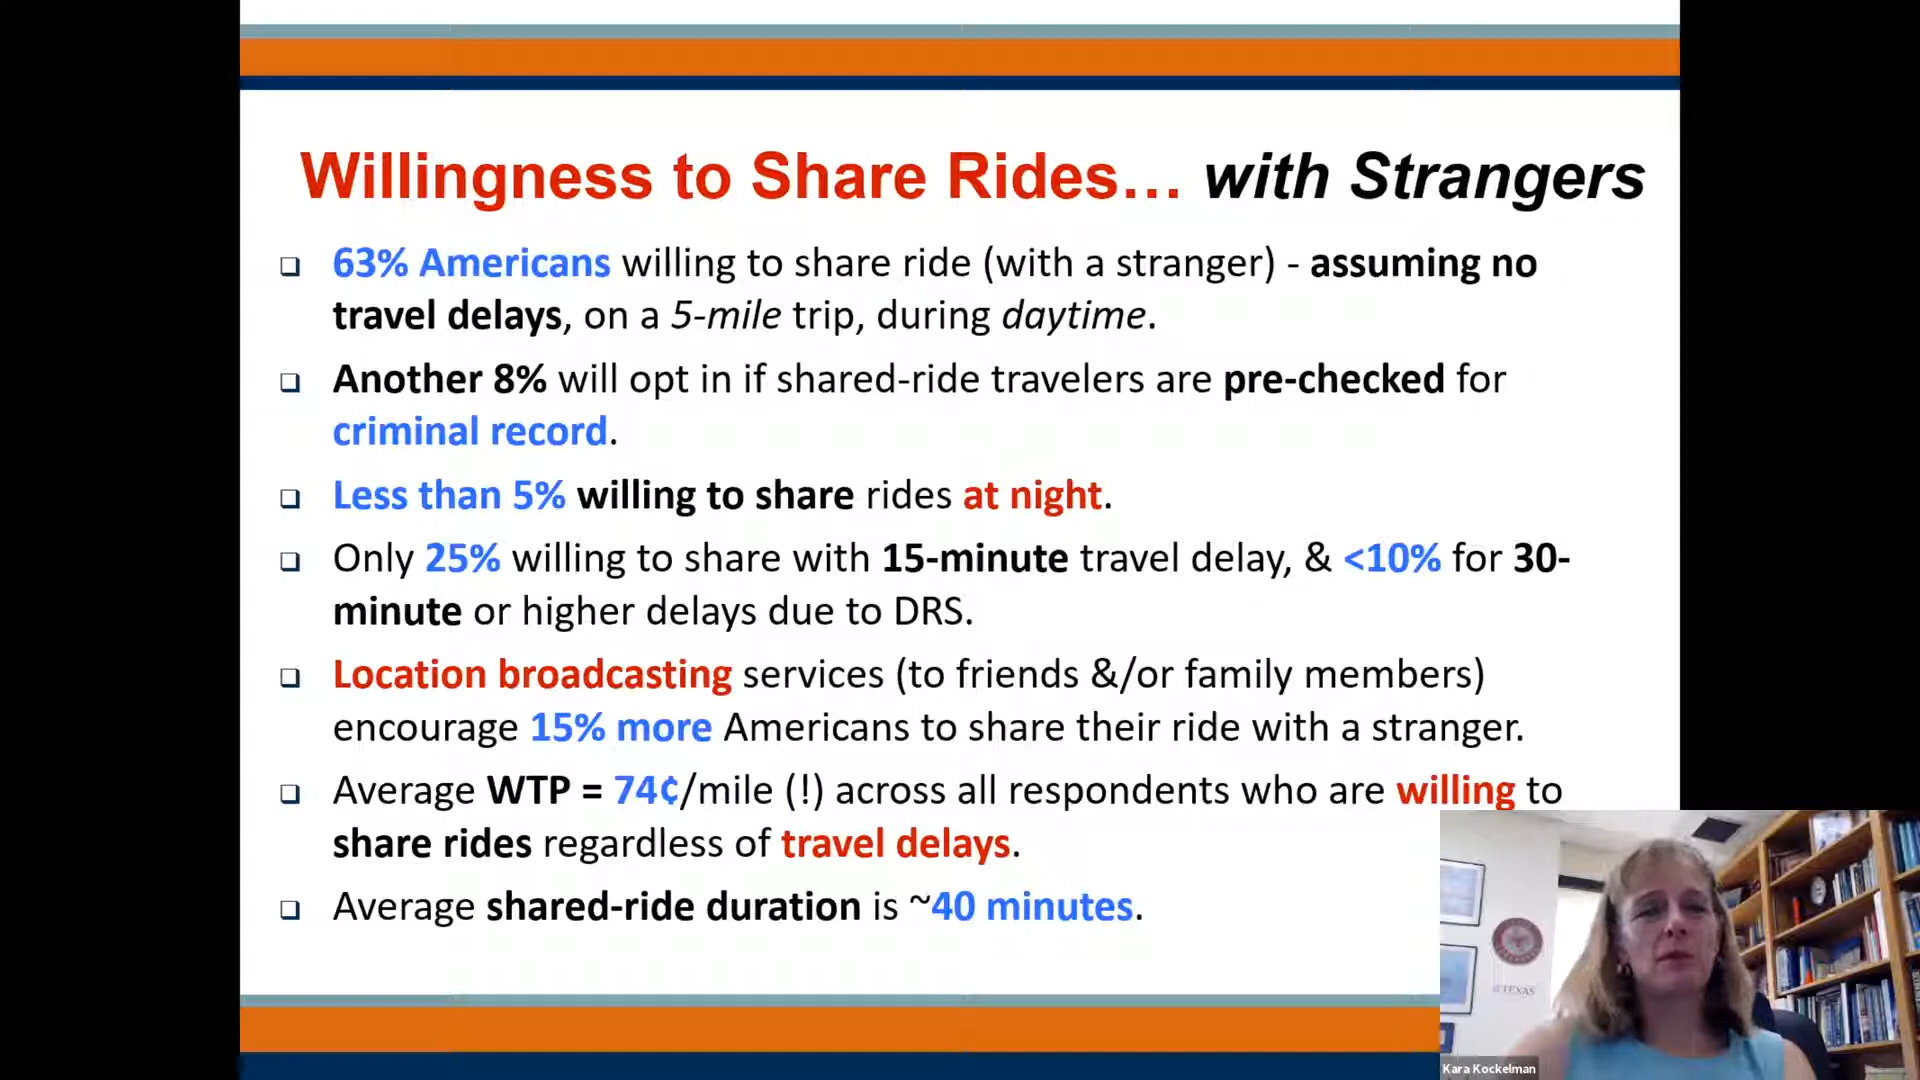 Willingness to Share Rides… with Strangers
❑ 63% Americans willing to share ride (with a stranger) - assuming no
travel delays, on a 5-mile trip, during daytime.
❑ Another 8% will opt in if shared-ride travelers are pre-checked for
criminal record.
❑ Less than 5% willing to share rides at night.
❑ Only 25% willing to share with 15-minute travel delay, & <10% for 30-
minute or higher delays due to DRS.
❑ Location broadcasting services (to friends &/or family members)
encourage 15% more Americans to share their ride with a stranger.
❑ Average WTP = 74¢/mile (!) across all respondents who are willing to
share rides regardless of travel delays.
❑ Average shared-ride duration is ~40 minutes.
TEXAS
Kara Kockelman